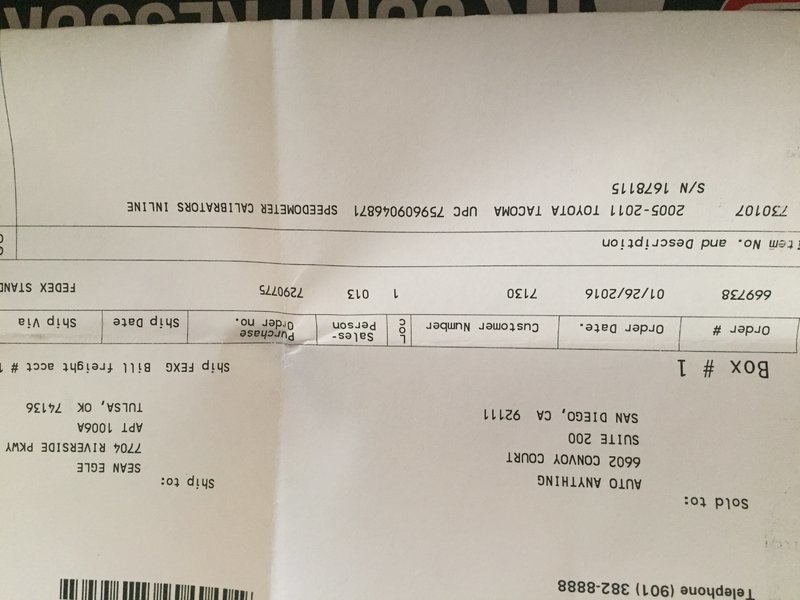 Telephone (901) 382-8888
Sold to:
AUTO ANYTHING
6602 CONVOY COURT
SUITE 200
SAN DIEGO, CA 92111
Ship to:
SEAN EGLE
7704 RIVERSIDE PKWY
APT 1006A
TULSA, OK 74136
Box # 1
Ship FEXG Bill freight acct # 1
Order # Order Date. Customer Number Loc Sales-Person Purchase Order no. Ship Date Ship Via
669738 01/26/2016 7130 1 013 7290775 FEDEX STAND
Item No. and Description
730107 2005-2011 TOYOTA TACOMA UPC 759609046871 SPEEDOMETER CALIBRATORS INLINE
S/N 1678115